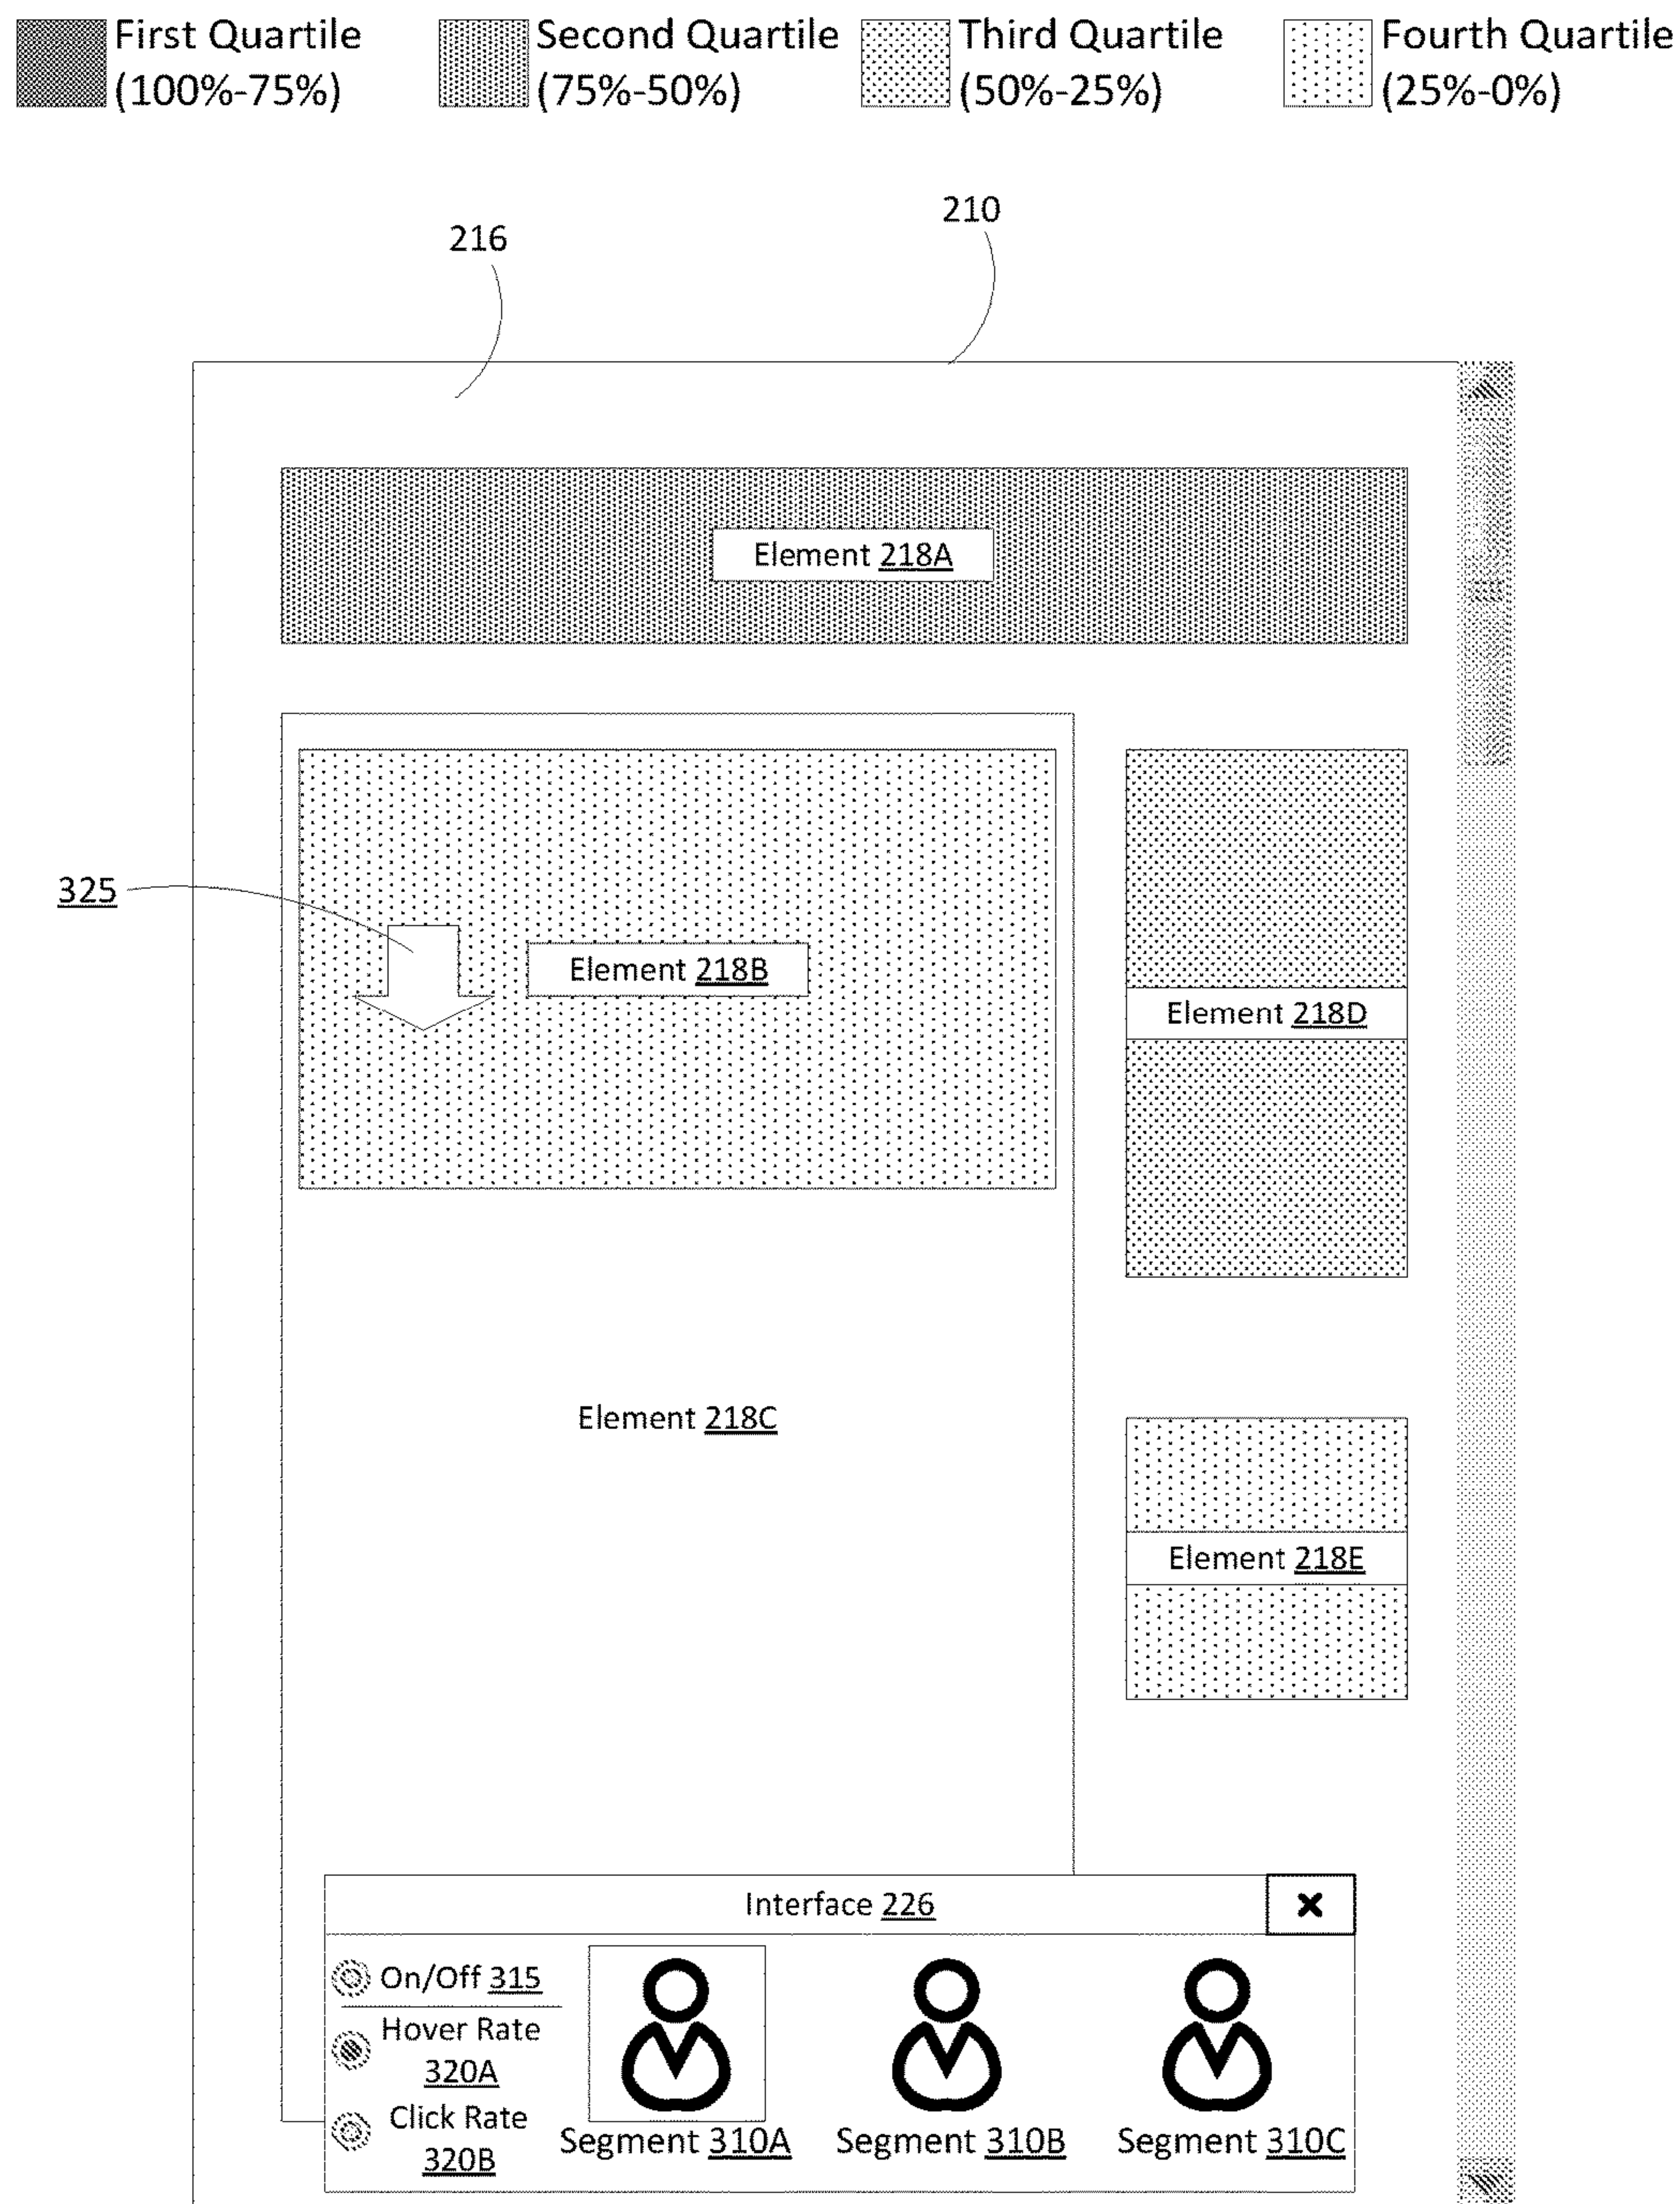 First Quartile
(100%-75%)
Second Quartile
(75%-50%)
Third Quartile
(50%-25%)
Fourth Quartile
(25%-0%)
216
210
Element 218A
325
Element 218B
Element 218D
Element 218C
Element 218E
Interface 226
On/Off 315
Hover Rate
320A
Click Rate
320B
Segment 310A
Segment 310B
Segment 310C